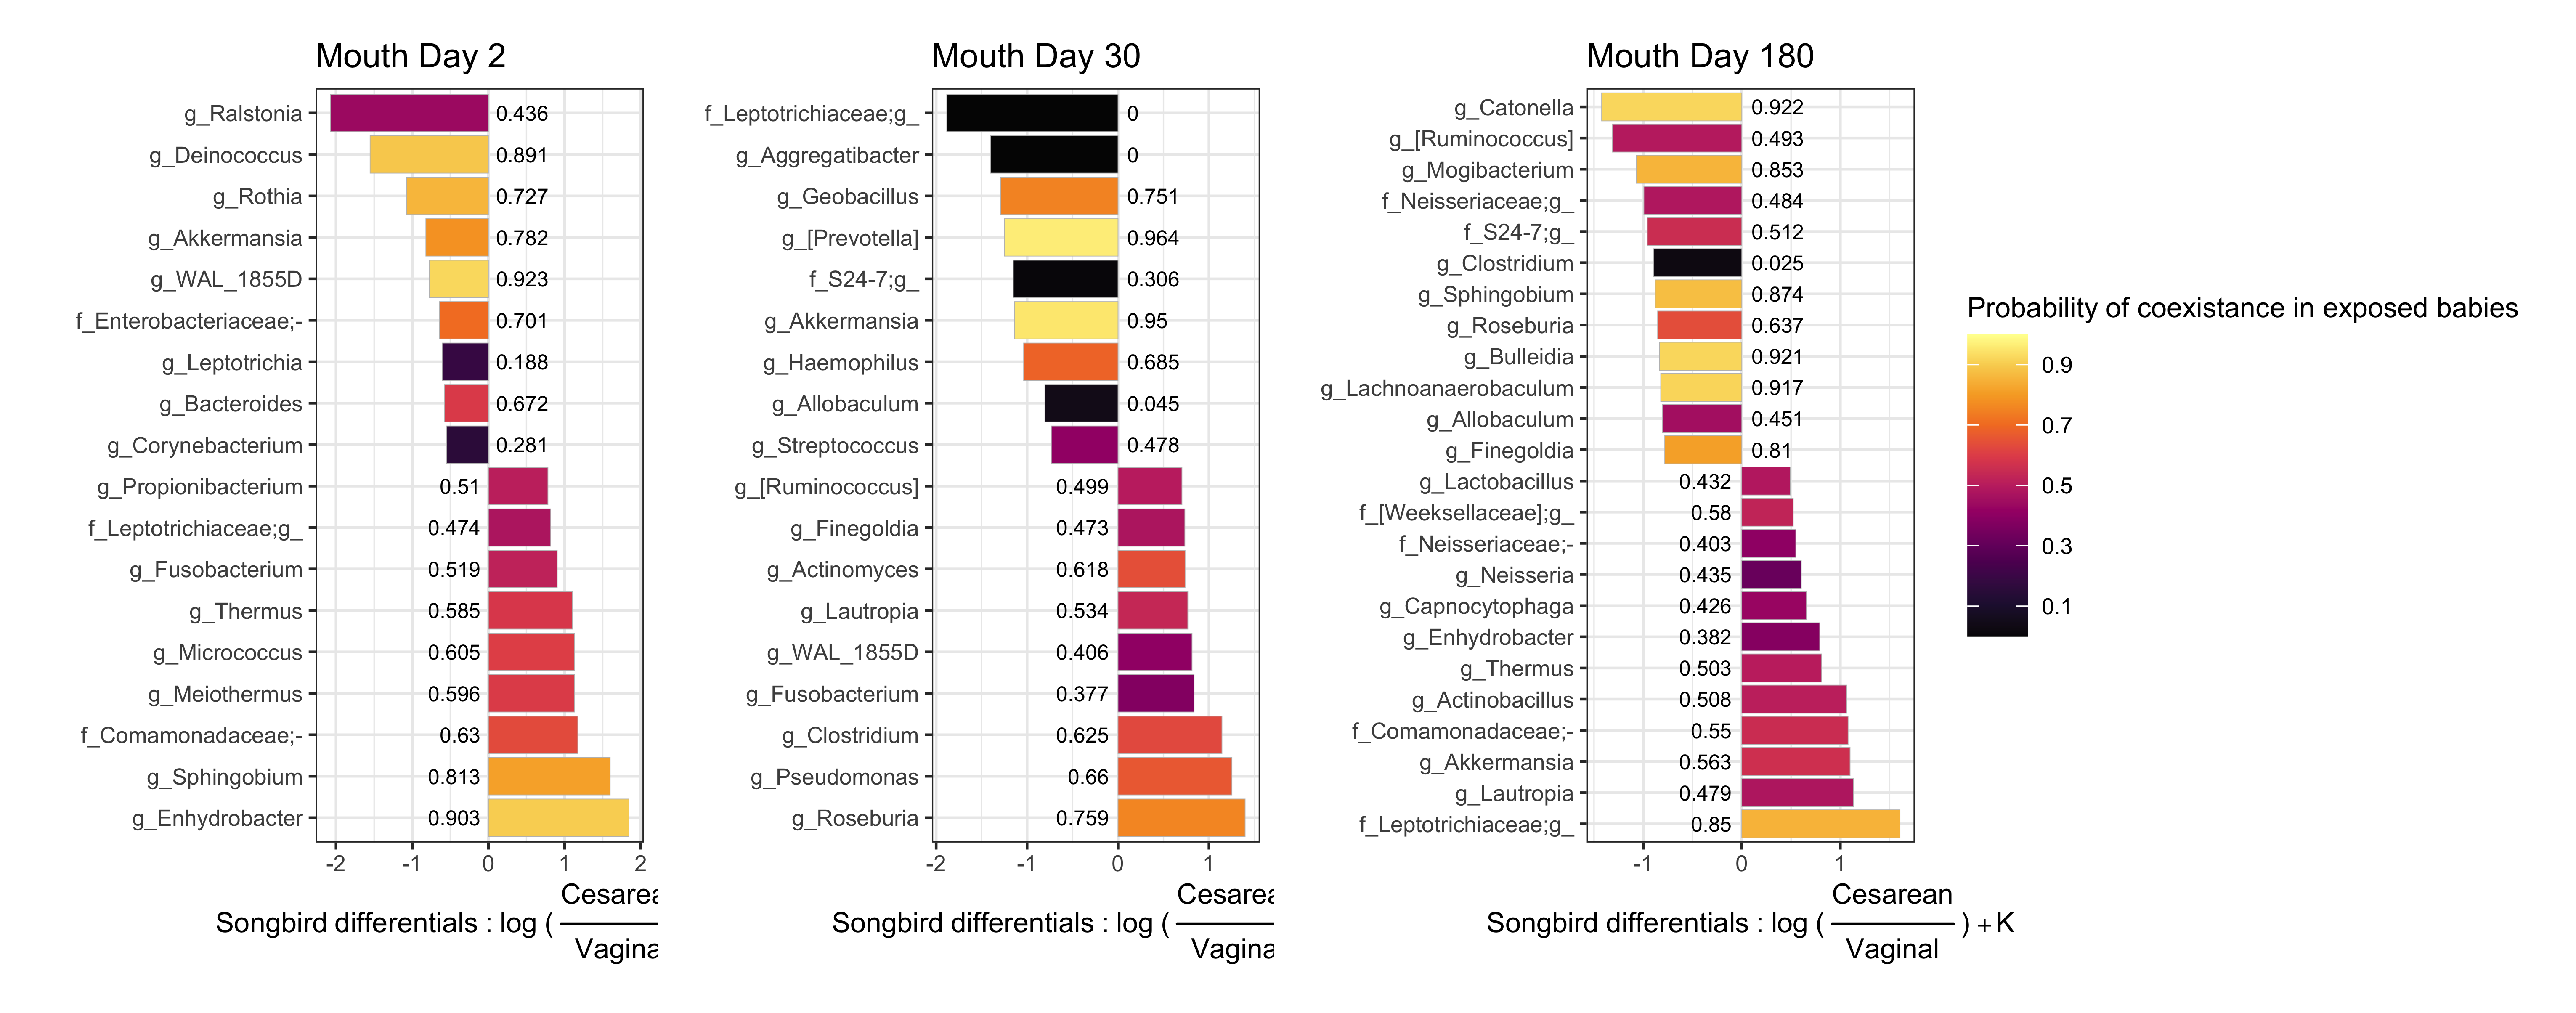 Mouth Day 2
g_Ralstonia 0.436
g_Deinococcus 0.891
g_Rothia 0.727
g_Akkermansia 0.782
g_WAL_1855D 0.923
f_Enterobacteriaceae;- 0.701
g_Leptotrichia 0.188
g_Bacteroides 0.672
g_Corynebacterium 0.281
g_Propionibacterium 0.51
f_Leptotrichiaceae;g_ 0.474
g_Fusobacterium 0.519
g_Thermus 0.585
g_Micrococcus 0.605
g_Meiothermus 0.596
f_Comamonadaceae;- 0.63
g_Sphingobium 0.813
g_Enhydrobacter 0.903
-2 -1 0 1 2
Cesarea
Songbird differentials : log (
Vagina
Mouth Day 30
f_Leptotrichiaceae;g_ 0
g_Aggregatibacter 0
g_Geobacillus 0.751
g_[Prevotella] 0.964
f_S24-7;g_ 0.306
g_Akkermansia 0.95
g_Haemophilus 0.685
g_Allobaculum 0.045
g_Streptococcus 0.478
g_[Ruminococcus] 0.499
g_Finegoldia 0.473
g_Actinomyces 0.618
g_Lautropia 0.534
g_WAL_1855D 0.406
g_Fusobacterium 0.377
g_Clostridium 0.625
g_Pseudomonas 0.66
g_Roseburia 0.759
-2 -1 0 1
Cesarea
Songbird differentials : log (
Vagina
Mouth Day 180
g_Catonella 0.922
g_[Ruminococcus] 0.493
g_Mogibacterium 0.853
f_Neisseriaceae;g_ 0.484
f_S24-7;g_ 0.512
g_Clostridium 0.025
g_Sphingobium 0.874
g_Roseburia 0.637
g_Bulleidia 0.921
g_Lachnoanaerobaculum 0.917
g_Allobaculum 0.451
g_Finegoldia 0.81
g_Lactobacillus 0.432
f_[Weeksellaceae];g_ 0.58
f_Neisseriaceae;- 0.403
g_Neisseria 0.435
g_Capnocytophaga 0.426
g_Enhydrobacter 0.382
g_Thermus 0.503
g_Actinobacillus 0.508
f_Comamonadaceae;- 0.55
g_Akkermansia 0.563
g_Lautropia 0.479
f_Leptotrichiaceae;g_ 0.85
-1 0 1
Cesarean
Songbird differentials : log ( ) + K
Vaginal
Probability of coexistance in exposed babies
0.9
0.7
0.5
0.3
0.1